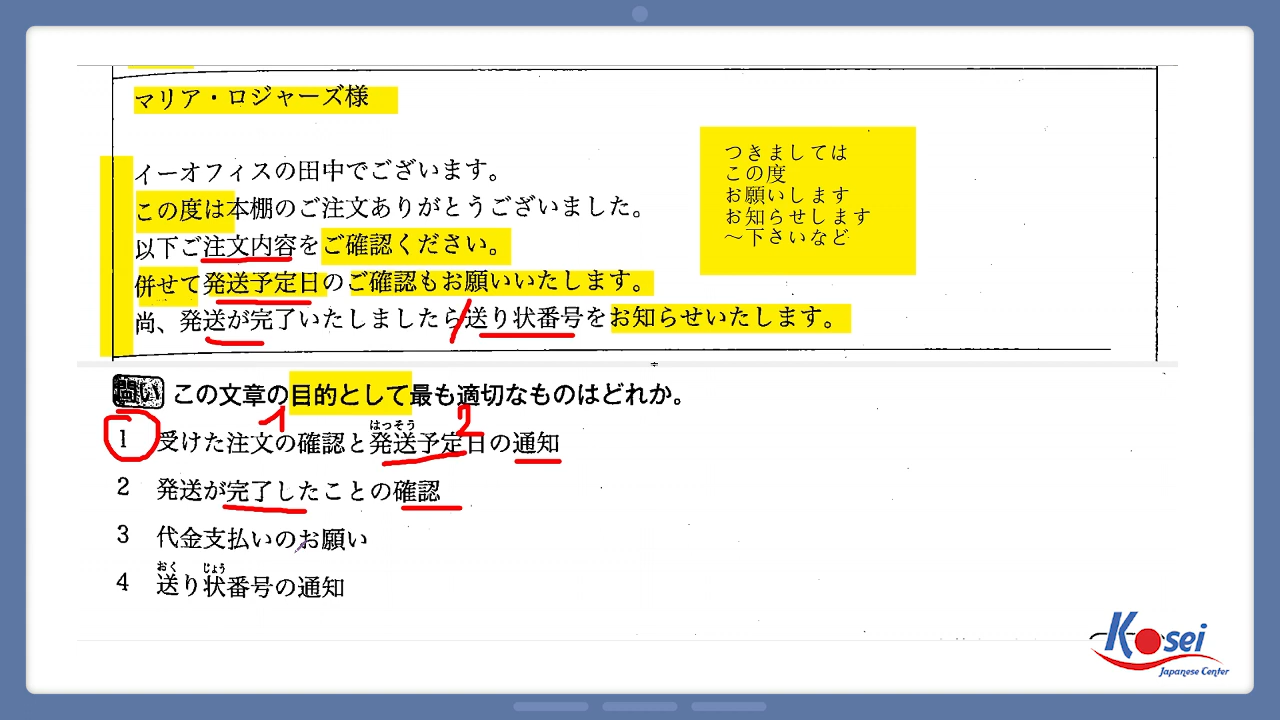 マリア・ロジャーズ様
イーオフィスの田中でございます。
この度は本棚のご注文ありがとうございました。
以下ご注文内容をご確認ください。
併せて発送予定日のご確認もお願いいたします。
尚、発送が完了いたしましたら送り状番号をお知らせいたします。
つきましては
この度
お願いします
お知らせします
～下さいなど
問い この文章の目的として最も適切なものはどれか。
1 2
はっそう
1 受けた注文の確認と発送予定日の通知
2 発送が完了したことの確認
3 代金支払いのお願い
おく じょう
4 送り状番号の通知
Kosei
Japanese Center